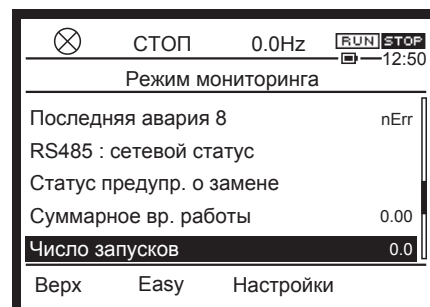 СТОП 0.0Hz RUN STOP
12:50
Режим мониторинга
Последняя авария 8 nErr
RS485 : сетевой статус
Статус предупр. о замене
Суммарное вр. работы 0.00
Число запусков 0.0
Верх Easy Настройки